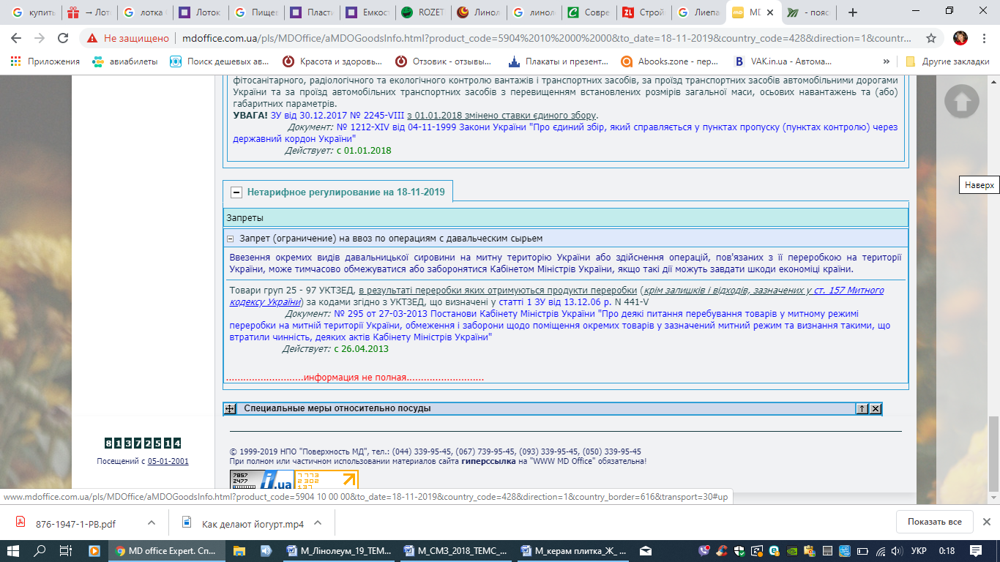 купить
→ Лото
лотка
Лоток
Пищев
Пласти
Емкост
ROZET
Линол
линол
Совре
Строй
Лиепа
MD
- пояс
Не защищено
mdoffice.com.ua/pls/MDOffice/aMDOGoodsInfo.html?product_code=5904%2010%2000%2000&to_date=18-11-2019&country_code=428&direction=1&countr...
Приложения
авиабилеты
Поиск дешевых ав...
Красота и здоровь...
Отзовик - отзывы...
Плакаты и презент...
Abooks.zone - пер...
VAK.in.ua - Автома...
»
Другие закладки
фітосанітарного, радіологічного та екологічного контролю вантажів і транспортних засобів, за проїзд транспортних засобів автомобільними дорогами
України та за проїзд автомобільних транспортних засобів з перевищенням встановлених розмірів загальної маси, осьових навантажень та (або)
габаритних параметрів.
УВАГА! ЗУ від 30.12.2017 № 2245-VIII з 01.01.2018 змінено ставки єдиного збору.
Документ: № 1212-XIV від 04-11-1999 Закони України "Про єдиний збір, який справляється у пунктах пропуску (пунктах контролю) через
державний кордон України"
Действует: с 01.01.2018
Наверх
Нетарифное регулирование на 18-11-2019
Запреты
Запрет (ограничение) на ввоз по операциям с давальческим сырьем
Ввезення окремих видів давальницької сировини на митну територію України або здійснення операцій, пов'язаних з її переробкою на території
України, може тимчасово обмежуватися або заборонятися Кабінетом Міністрів України, якщо такі дії можуть завдати шкоди економіці країни.
Товари груп 25 - 97 УКТЗЕД, в результаті переробки яких отримуються продукти переробки (крім залишків і відходів, зазначених у ст. 157 Митного
кодексу України) за кодами згідно з УКТЗЕД, що визначені у статті 1 ЗУ від 13.12.06 р. N 441-V
Документ: № 295 от 27-03-2013 Постанови Кабінету Міністрів України "Про деякі питання перебування товарів у митному режимі
переробки на митній території України, обмеження і заборони щодо поміщення окремих товарів у зазначений митний режим та визнання такими, що
втратили чинність, деяких актів Кабінету Міністрів України"
Действует: с 26.04.2013
...........................информация не полная...........................
Специальные меры относительно посуды
81372514
Посещений с 05-01-2001
© 1999-2019 НПО "Поверхность МД", тел.: (044) 339-95-45, (067) 739-95-45, (093) 339-95-45, (050) 339-95-45
При полном или частичном использовании материалов сайта гиперссылка на "WWW MD Office" обязательна!
7857
2477
i.ua
7 773
2 302
137
www.mdoffice.com.ua/pls/MDOffice/aMDOGoodsInfo.html?product_code=5904 10 00 00&to_date=18-11-2019&country_code=428&direction=1&country_border=616&transport=30#up
876-1947-1-PB.pdf
Как делают йогурт.mp4
Показать все
MD office Expert. Сп...
М_Лінолеум_19_ТЕМ...
М_СМЗ_2018_ТЕМС_...
М_керам плитка_Ж_...
УКР
0:18